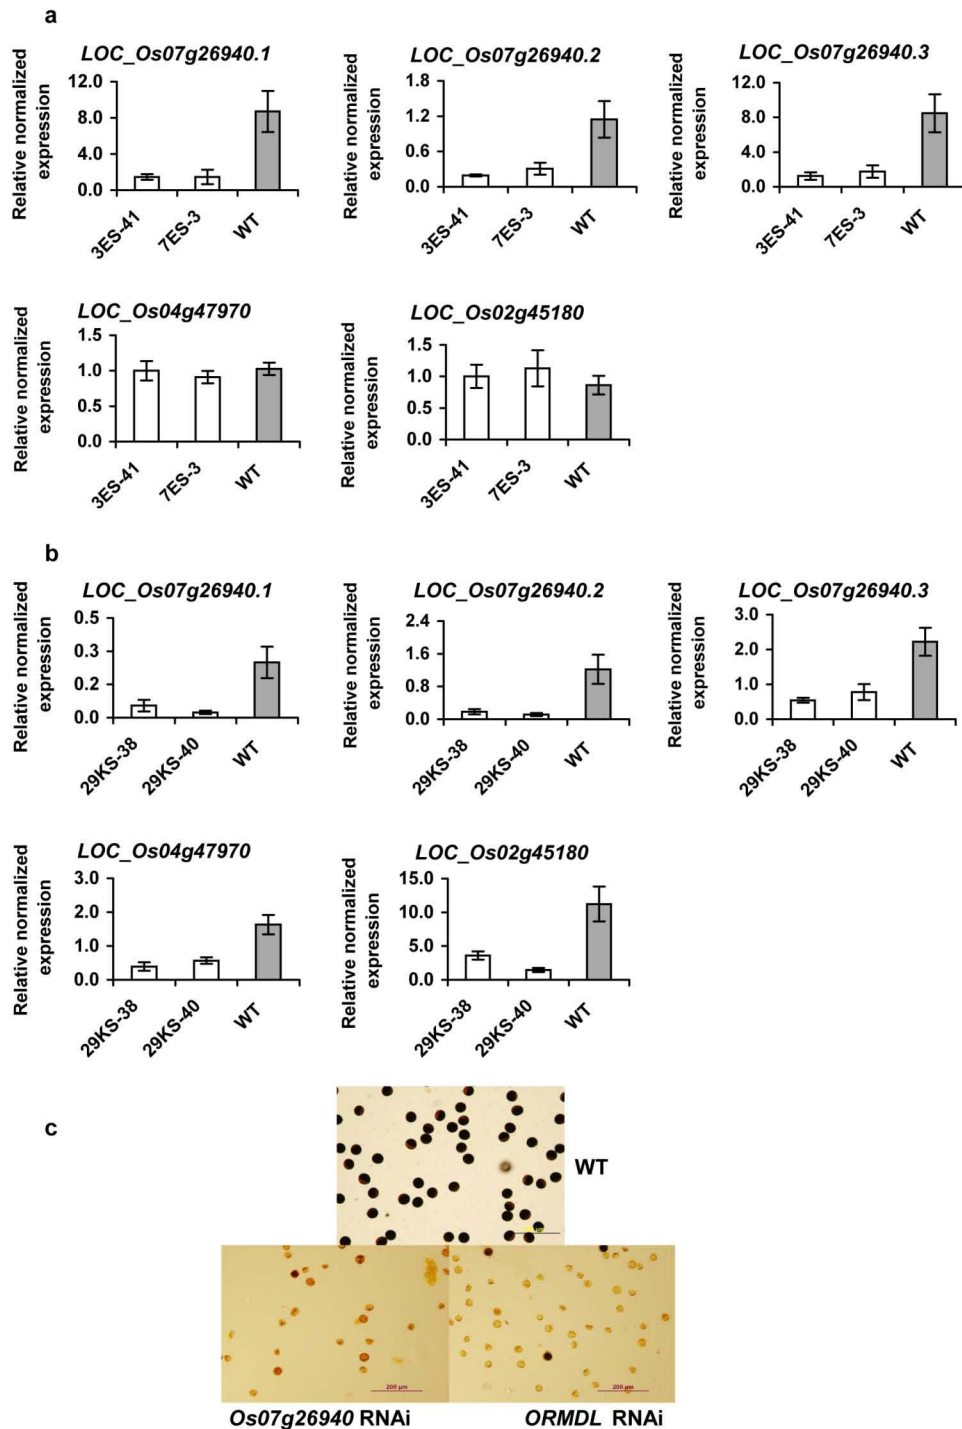 a
LOC_Os07g26940.1
Relative normalized
expression
12.0
8.0
4.0
0.0
3ES-41
7ES-3
WT
LOC_Os07g26940.2
Relative normalized
expression
1.8
1.2
0.6
0.0
3ES-41
7ES-3
WT
LOC_Os07g26940.3
Relative normalized
expression
12.0
8.0
4.0
0.0
3ES-41
7ES-3
WT
LOC_Os04g47970
Relative normalized
expression
1.5
1.0
0.5
0.0
3ES-41
7ES-3
WT
LOC_Os02g45180
Relative normalized
expression
1.5
1.0
0.5
0.0
3ES-41
7ES-3
WT
b
LOC_Os07g26940.1
Relative normalized
expression
0.5
0.3
0.2
0.0
29KS-38
29KS-40
WT
LOC_Os07g26940.2
Relative normalized
expression
2.4
1.6
0.8
0.0
29KS-38
29KS-40
WT
LOC_Os07g26940.3
Relative normalized
expression
3.0
2.0
1.0
0.0
29KS-38
29KS-40
WT
LOC_Os04g47970
Relative normalized
expression
3.0
2.0
1.0
0.0
29KS-38
29KS-40
WT
LOC_Os02g45180
Relative normalized
expression
15.0
10.0
5.0
0.0
29KS-38
29KS-40
WT
c
WT
200 µm
200 µm
Os07g26940 RNAi
ORMDL RNAi